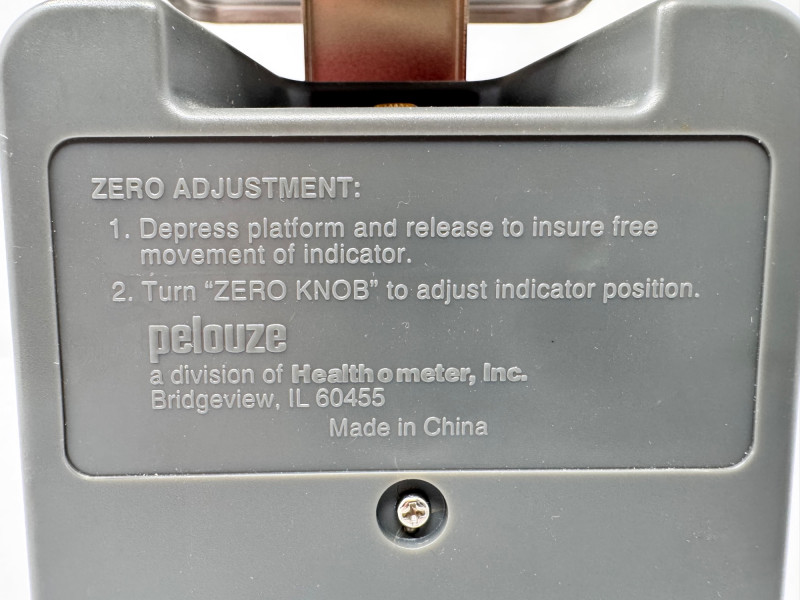 ZERO ADJUSTMENT:
1. Depress platform and release to insure free
movement of indicator.
2. Turn “ZERO KNOB” to adjust indicator position.
pelouze
a division of Health o meter, Inc.
Bridgeview, IL 60455
Made in China